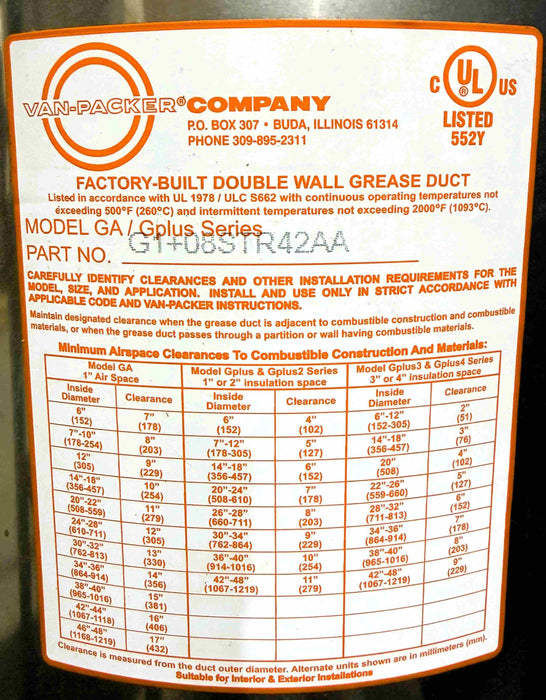 VAN-PACKER® COMPANY
P.O. BOX 307 • BUDA, ILLINOIS 61314
PHONE 309-895-2311
C UL® US
LISTED
552Y
FACTORY-BUILT DOUBLE WALL GREASE DUCT
Listed in accordance with UL 1978 / ULC S662 with continuous operating temperatures not
exceeding 500°F (260°C) and intermittent temperatures not exceeding 2000°F (1093°C).
MODEL GA / Gplus Series
PART NO. G1+08STR42AA
CAREFULLY IDENTIFY CLEARANCES AND OTHER INSTALLATION REQUIREMENTS FOR THE
MODEL, SIZE, AND APPLICATION. INSTALL AND USE ONLY IN STRICT ACCORDANCE WITH
APPLICABLE CODE AND VAN-PACKER INSTRUCTIONS.
Maintain designated clearance when the grease duct is adjacent to combustible construction and combustible
materials, or when the grease duct passes through a partition or wall having combustible materials.
Minimum Airspace Clearances To Combustible Construction And Materials:
Model GA
1" Air Space
Inside Diameter Clearance
6" (152) 7" (178)
7"-10" (178-254) 8" (203)
12" (305) 9" (229)
14"-18" (356-457) 10" (254)
20"-22" (508-559) 11" (279)
24"-28" (610-711) 12" (305)
30"-32" (762-813) 13" (330)
34"-36" (864-914) 14" (356)
38"-40" (965-1016) 15" (381)
42"-44" (1067-1118) 16" (406)
46"-48" (1168-1219) 17" (432)
Model Gplus & Gplus2 Series
1" or 2" insulation space
Inside Diameter Clearance
6" (152) 4" (102)
7"-12" (178-305) 5" (127)
14"-18" (356-457) 6" (152)
20"-24" (508-610) 7" (178)
26"-28" (660-711) 8" (203)
30"-34" (762-864) 9" (229)
36"-40" (914-1016) 10" (254)
42"-48" (1067-1219) 11" (279)
Model Gplus3 & Gplus4 Series
3" or 4" insulation space
Inside Diameter Clearance
6"-12" (152-305) 2" (51)
14"-18" (356-457) 3" (76)
20" (508) 4" (102)
22"-26" (559-660) 5" (127)
28"-32" (711-813) 6" (152)
34"-36" (864-914) 7" (178)
38"-40" (965-1016) 8" (203)
42"-48" (1067-1219) 9" (229)
Clearance is measured from the duct outer diameter. Alternate units shown are in millimeters (mm).
Suitable for Interior & Exterior Installations